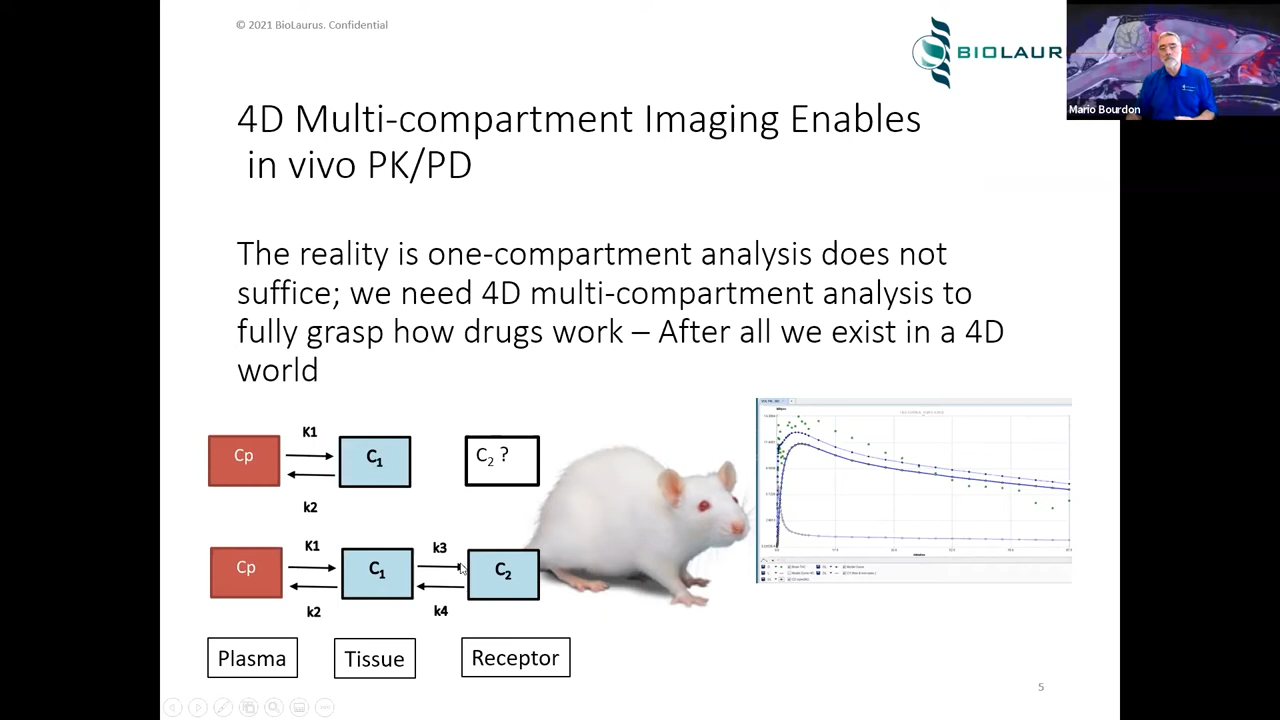 © 2021 BioLaurus. Confidential
BIOLAUR
Mario Bourdon
4D Multi-compartment Imaging Enables
in vivo PK/PD
The reality is one-compartment analysis does not
suffice; we need 4D multi-compartment analysis to
fully grasp how drugs work – After all we exist in a 4D
world
K1
Cp
C₁
C₂ ?
k2
K1
k3
Cp
C₁
C₂
k2
k4
Plasma
Tissue
Receptor
5